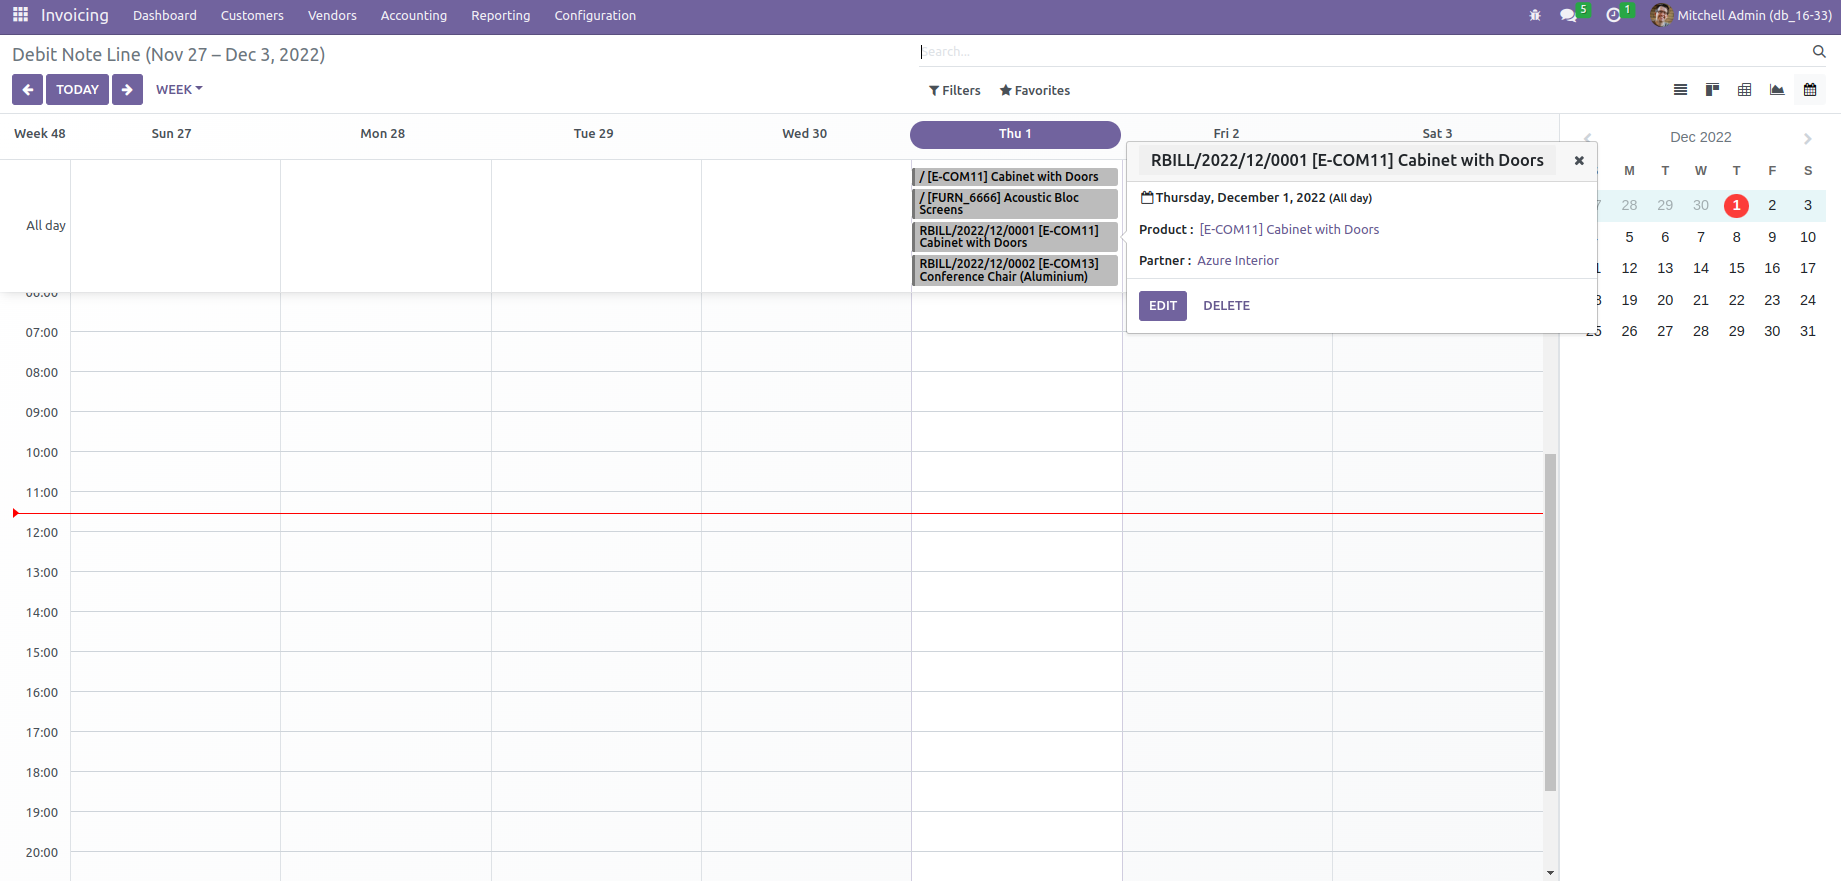 Invoicing Dashboard Customers Vendors Accounting Reporting Configuration 5 1 Mitchell Admin (db_16-33)
Debit Note Line (Nov 27 – Dec 3, 2022) Search...
TODAY WEEK Filters Favorites
Week 48 Sun 27 Mon 28 Tue 29 Wed 30 Thu 1 Fri 2 Sat 3
All day
/ [E-COM11] Cabinet with Doors
/ [FURN_6666] Acoustic Bloc
Screens
RBILL/2022/12/0001 [E-COM11]
Cabinet with Doors
RBILL/2022/12/0002 [E-COM13]
Conference Chair (Aluminium)
RBILL/2022/12/0001 [E-COM11] Cabinet with Doors
Thursday, December 1, 2022 (All day)
Product : [E-COM11] Cabinet with Doors
Partner : Azure Interior
EDIT DELETE
Dec 2022
M T W T F S
28 29 30 1 2 3
5 6 7 8 9 10
12 13 14 15 16 17
19 20 21 22 23 24
25 26 27 28 29 30 31
06:00
07:00
08:00
09:00
10:00
11:00
12:00
13:00
14:00
15:00
16:00
17:00
18:00
19:00
20:00